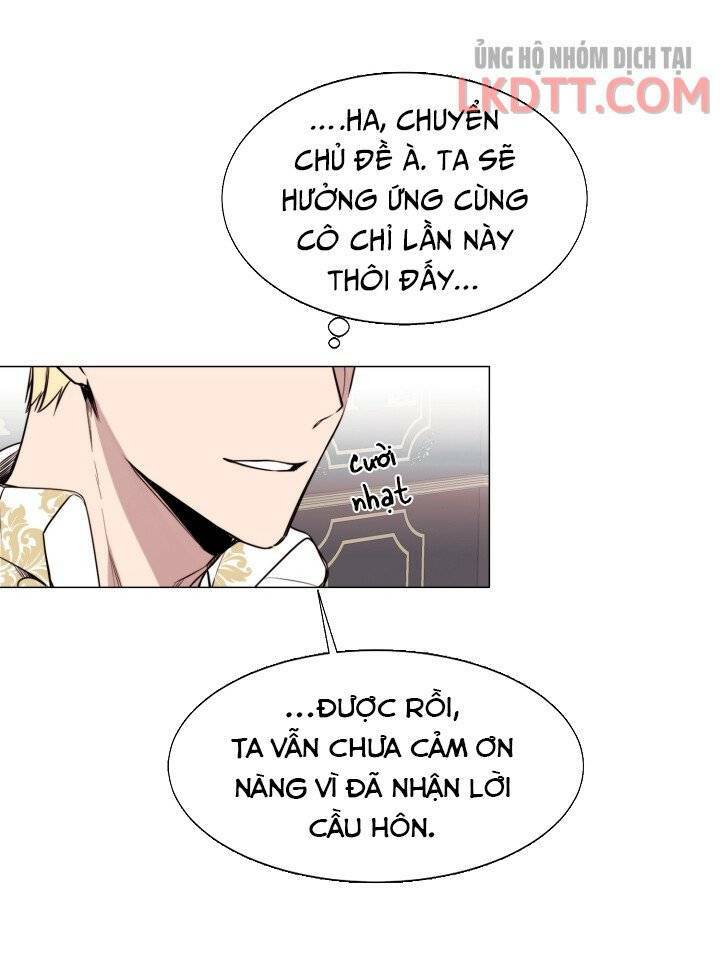 ỦNG HỘ NHÓM DỊCH TẠI
LKDTT.COM
....HA, CHUYỂN
CHỦ ĐỀ À. TA SẼ
HƯỞNG ỨNG CÙNG
CÔ CHỈ LẦN NÀY
THÔI ĐẤY...
cười
nhạt
...ĐƯỢC RỒI,
TA VẪN CHƯA CẢM ƠN
NÀNG VÌ ĐÃ NHẬN LỜI
CẦU HÔN.